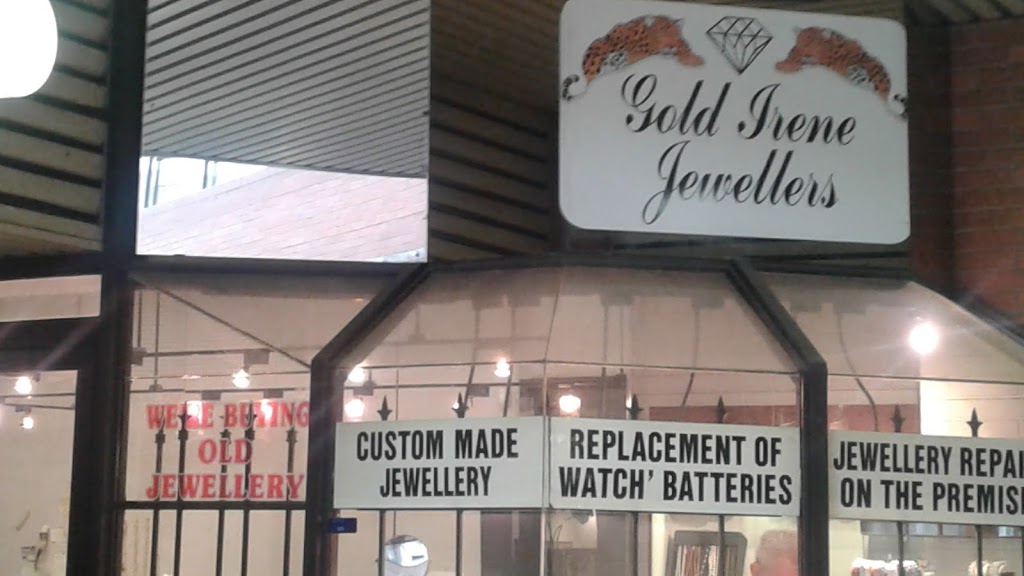 Gold Irene
Jewellers
WE'RE BUYING
OLD
JEWELLERY
CUSTOM MADE
JEWELLERY
REPLACEMENT OF
WATCH' BATTERIES
JEWELLERY REPAI
ON THE PREMIS